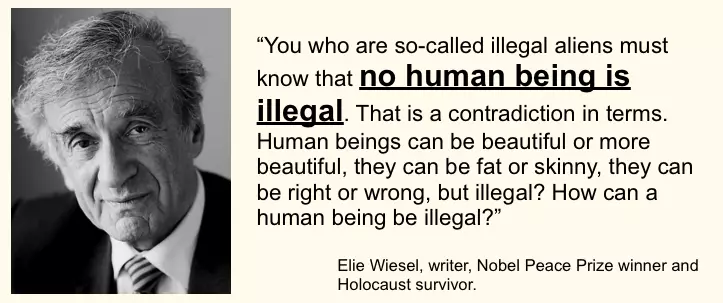 “You who are so-called illegal aliens must
know that no human being is
illegal. That is a contradiction in terms.
Human beings can be beautiful or more
beautiful, they can be fat or skinny, they can
be right or wrong, but illegal? How can a
human being be illegal?”
Elie Wiesel, writer, Nobel Peace Prize winner and
Holocaust survivor.